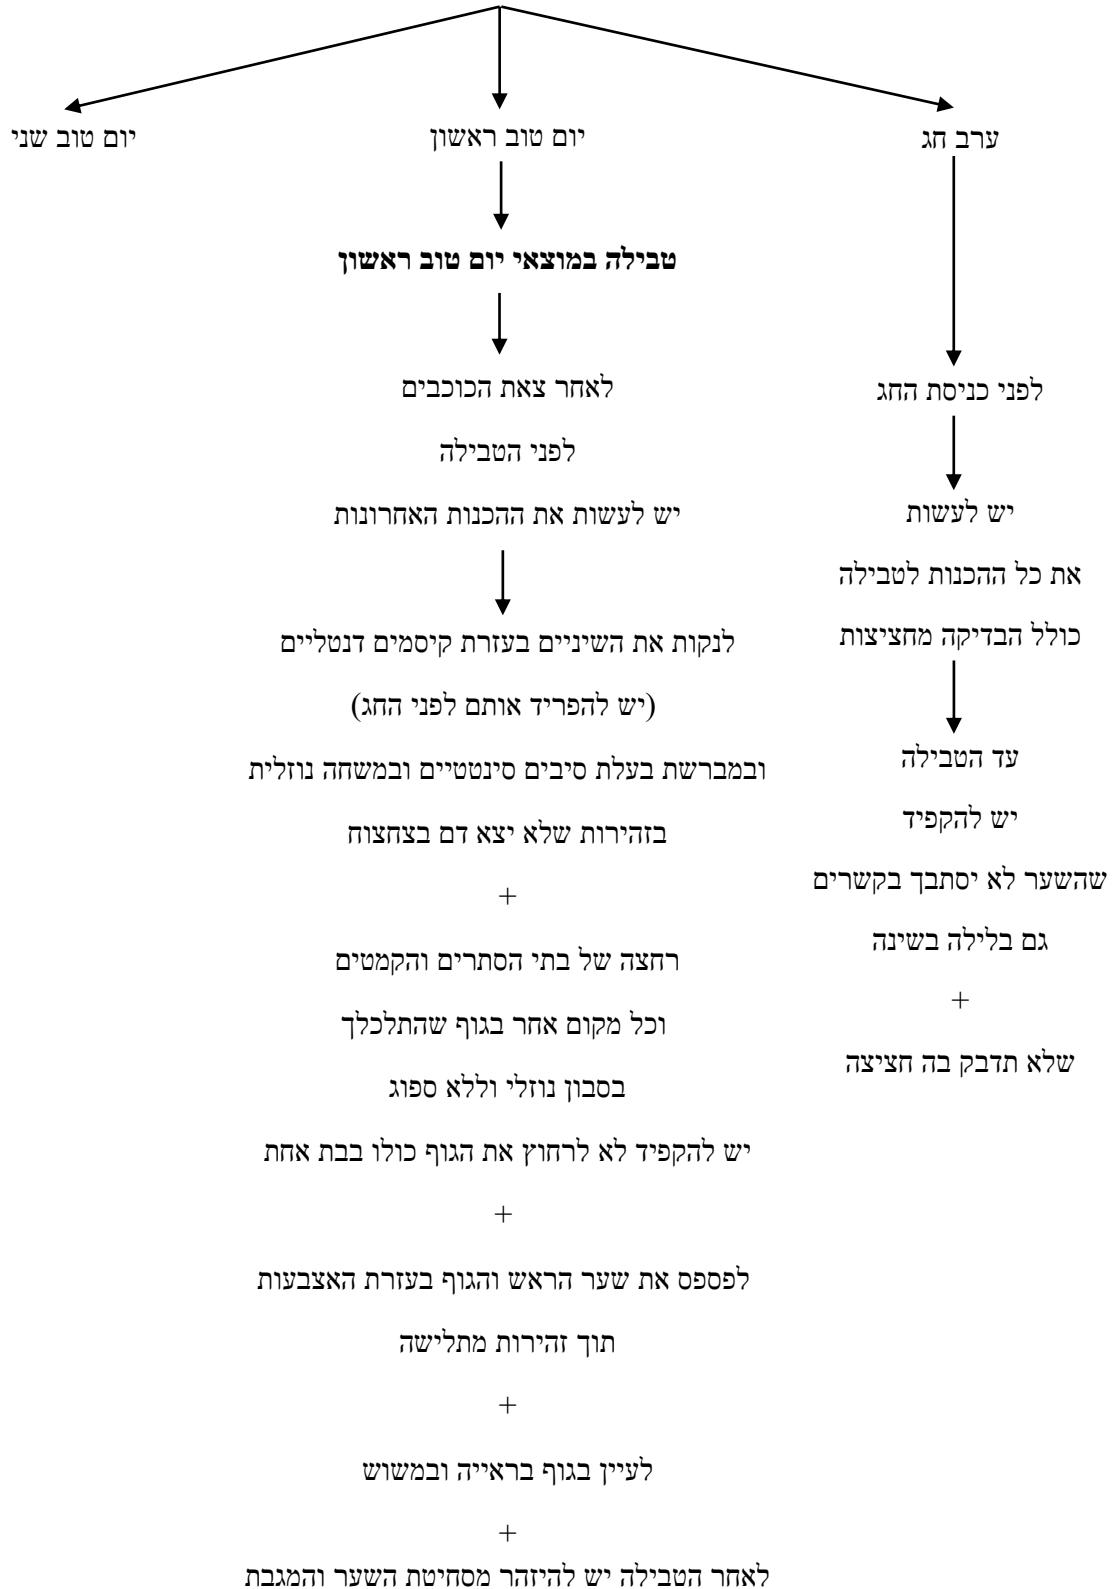 ערב חג
יום טוב ראשון
יום טוב שני
לפני כניסת החג
יש לעשות
את כל ההכנות לטבילה
כולל הבדיקה מחציצות
עד הטבילה
יש להקפיד
שהשער לא יסתבך בקשרים
גם בלילה בשינה
+
שלא תדבק בה חציצה
טבילה במוצאי יום טוב ראשון
לאחר צאת הכוכבים
לפני הטבילה
יש לעשות את ההכנות האחרונות
לנקות את השיניים בעזרת קיסמים דנטליים
(יש להפריד אותם לפני החג)
ובמברשת בעלת סיבים סינטטיים ובמשחה נוזלית
בזהירות שלא יצא דם בצחצוח
+
רחצה של בתי הסתרים והקמטים
וכל מקום אחר בגוף שהתלכלך
בסבון נוזלי וללא ספוג
יש להקפיד לא לרחוץ את הגוף כולו בבת אחת
+
לפספס את שער הראש והגוף בעזרת האצבעות
תוך זהירות מתלישה
+
לעיין בגוף בראייה ובמשוש
+
לאחר הטבילה יש להיזהר מסחיטת השער והמגבת